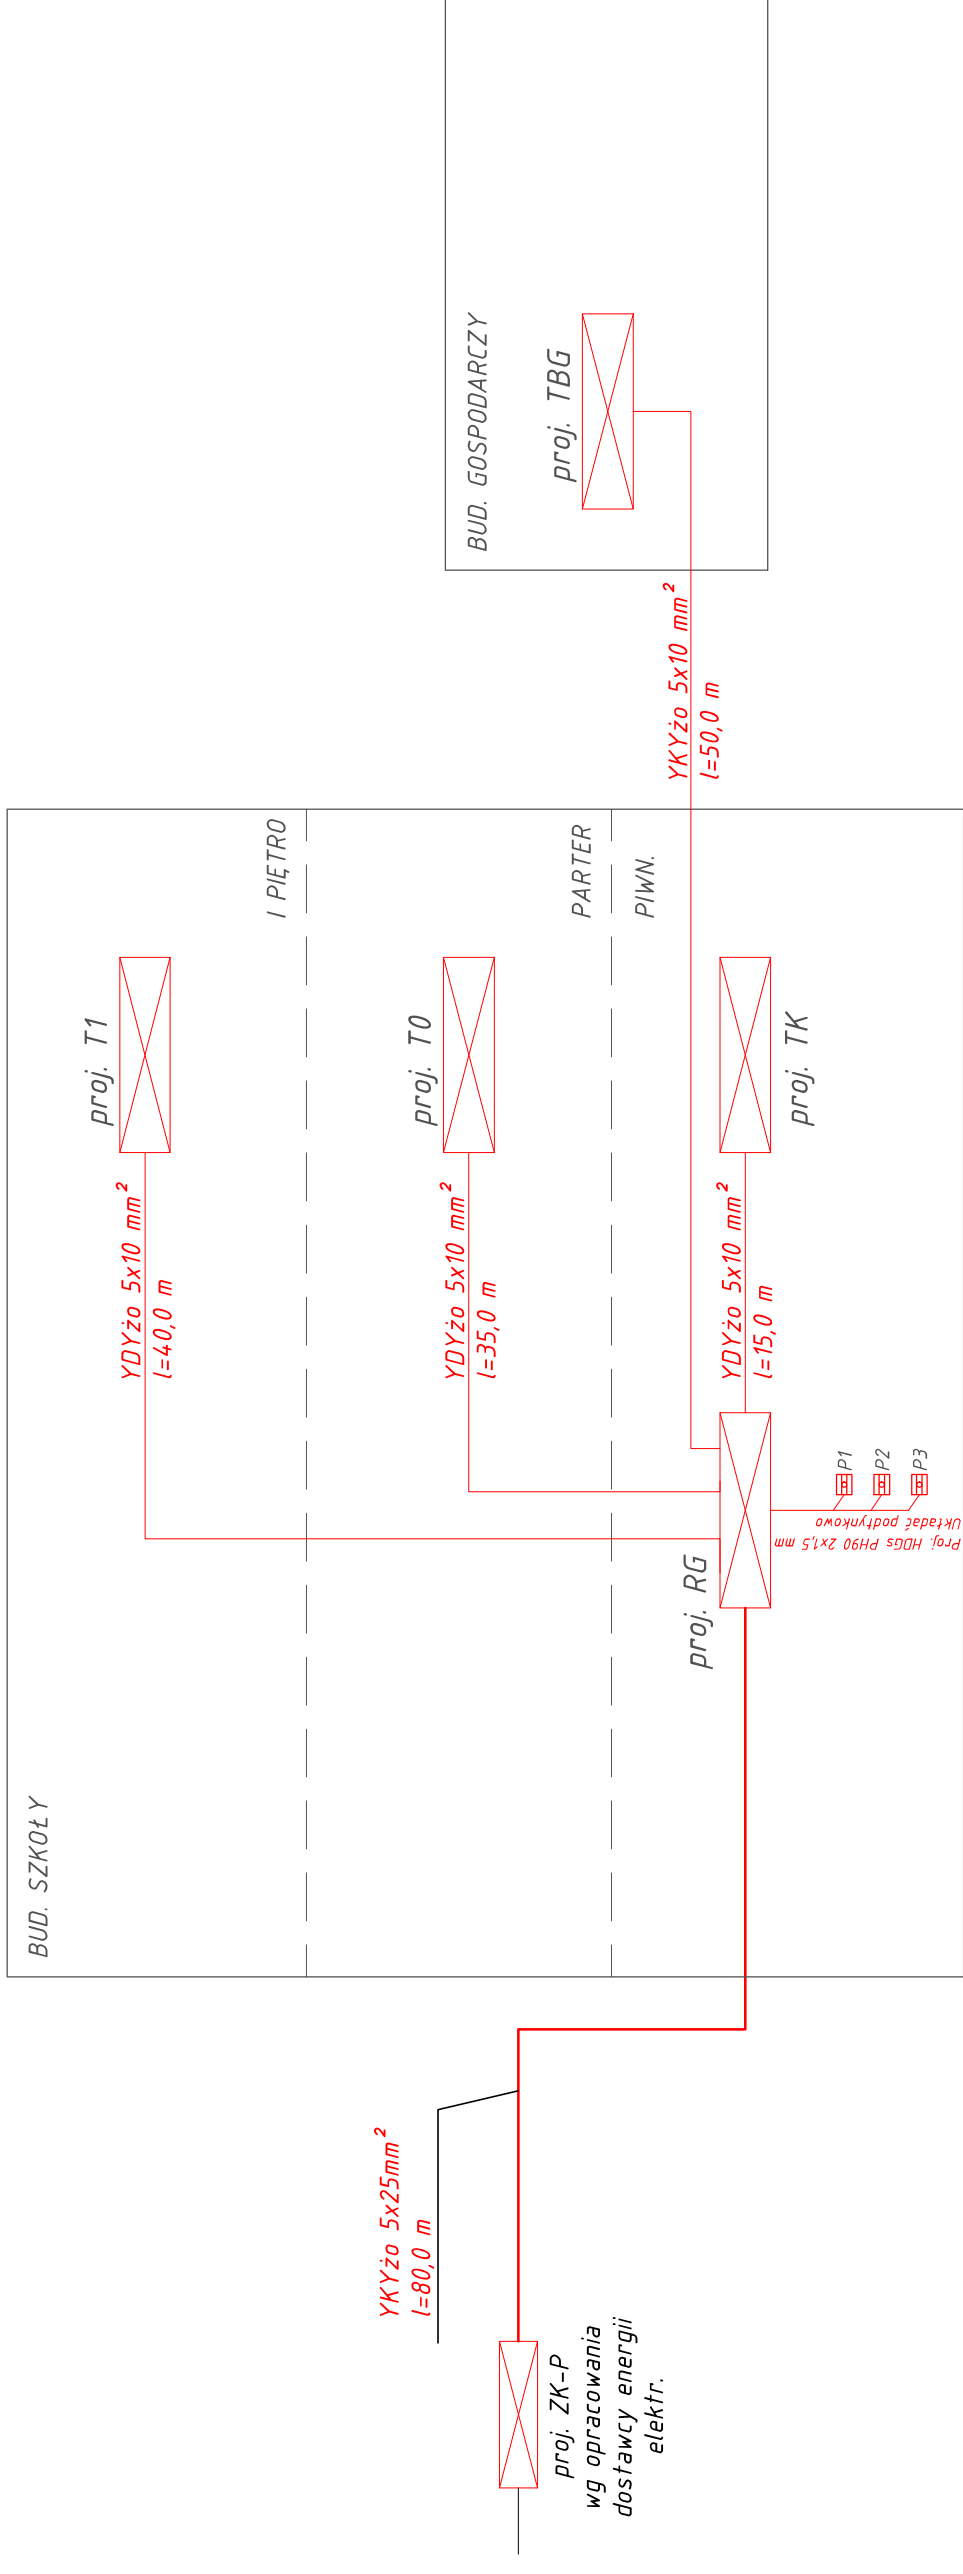 BUD. SZKOŁY
I PIĘTRO
proj. T1
YDYżo 5x10 mm²
l=40,0 m
PARTER
proj. T0
YDYżo 5x10 mm²
l=35,0 m
PIWN.
proj. TK
YDYżo 5x10 mm²
l=15,0 m
proj. RG
P1
P2
P3
Proj. HDGs PH90 2x1,5 mm
Układać podtynkowo
YKYżo 5x10 mm²
l=50,0 m
BUD. GOSPODARCZY
proj. TBG
YKYżo 5x25mm²
l=80,0 m
proj. ZK-P
wg opracowania
dostawcy energii
elektr.